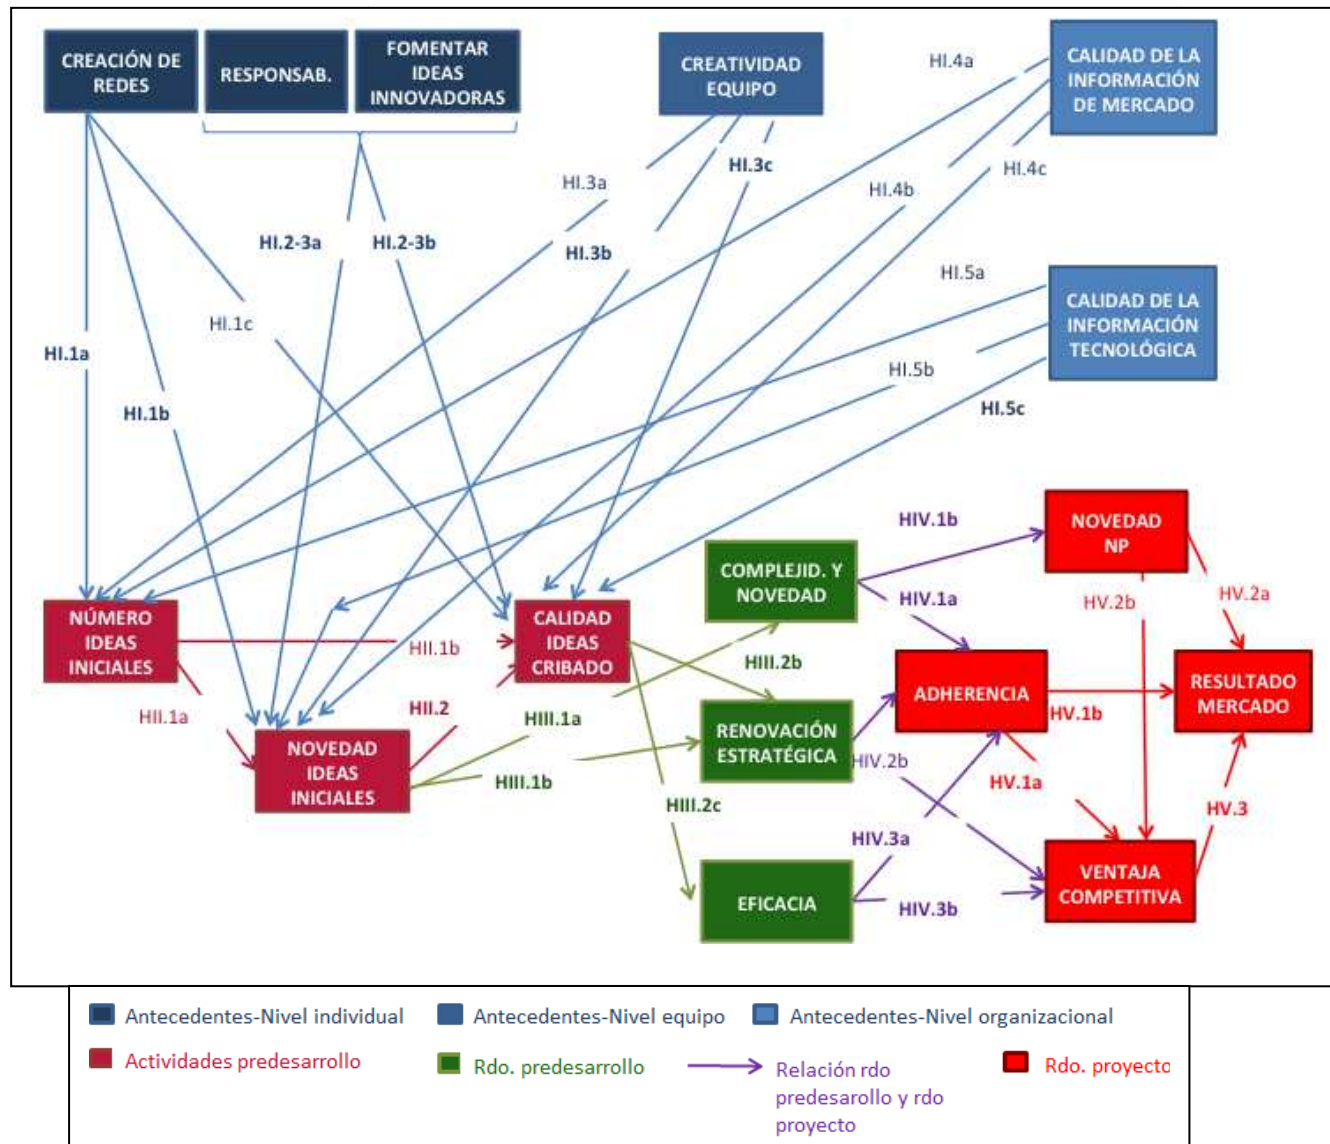 CREACIÓN DE
REDES
RESPONSAB.
FOMENTAR
IDEAS
INNOVADORAS
CREATIVIDAD
EQUIPO
CALIDAD DE LA
INFORMACIÓN
DE MERCADO
HI.4a
HI.3a
HI.3c
HI.4b
HI.4c
HI.2-3a
HI.2-3b
HI.3b
HI.5a
CALIDAD DE LA
INFORMACIÓN
TECNOLÓGICA
HI.1c
HI.1a
HI.5b
HI.1b
HI.5c
NOVEDAD
NP
HIV.1b
COMPLEJID. Y
NOVEDAD
HIV.1a
HV.2b
HV.2a
NÚMERO
IDEAS
INICIALES
HII.1b
CALIDAD
IDEAS
CRIBADO
HIII.2b
ADHERENCIA
RESULTADO
MERCADO
HII.1a
HII.2
HIII.1a
HV.1b
NOVEDAD
IDEAS
INICIALES
RENOVACIÓN
ESTRATÉGICA
HIV.2b
HIII.1b
HV.1a
HIII.2c
HV.3
HIV.3a
EFICACIA
HIV.3b
VENTAJA
COMPETITIVA
Antecedentes-Nivel individual
Antecedentes-Nivel equipo
Antecedentes-Nivel organizacional
Actividades predesarrollo
Rdo. predesarrollo
Relación rdo
predesarollo y rdo
proyecto
Rdo. proyecto